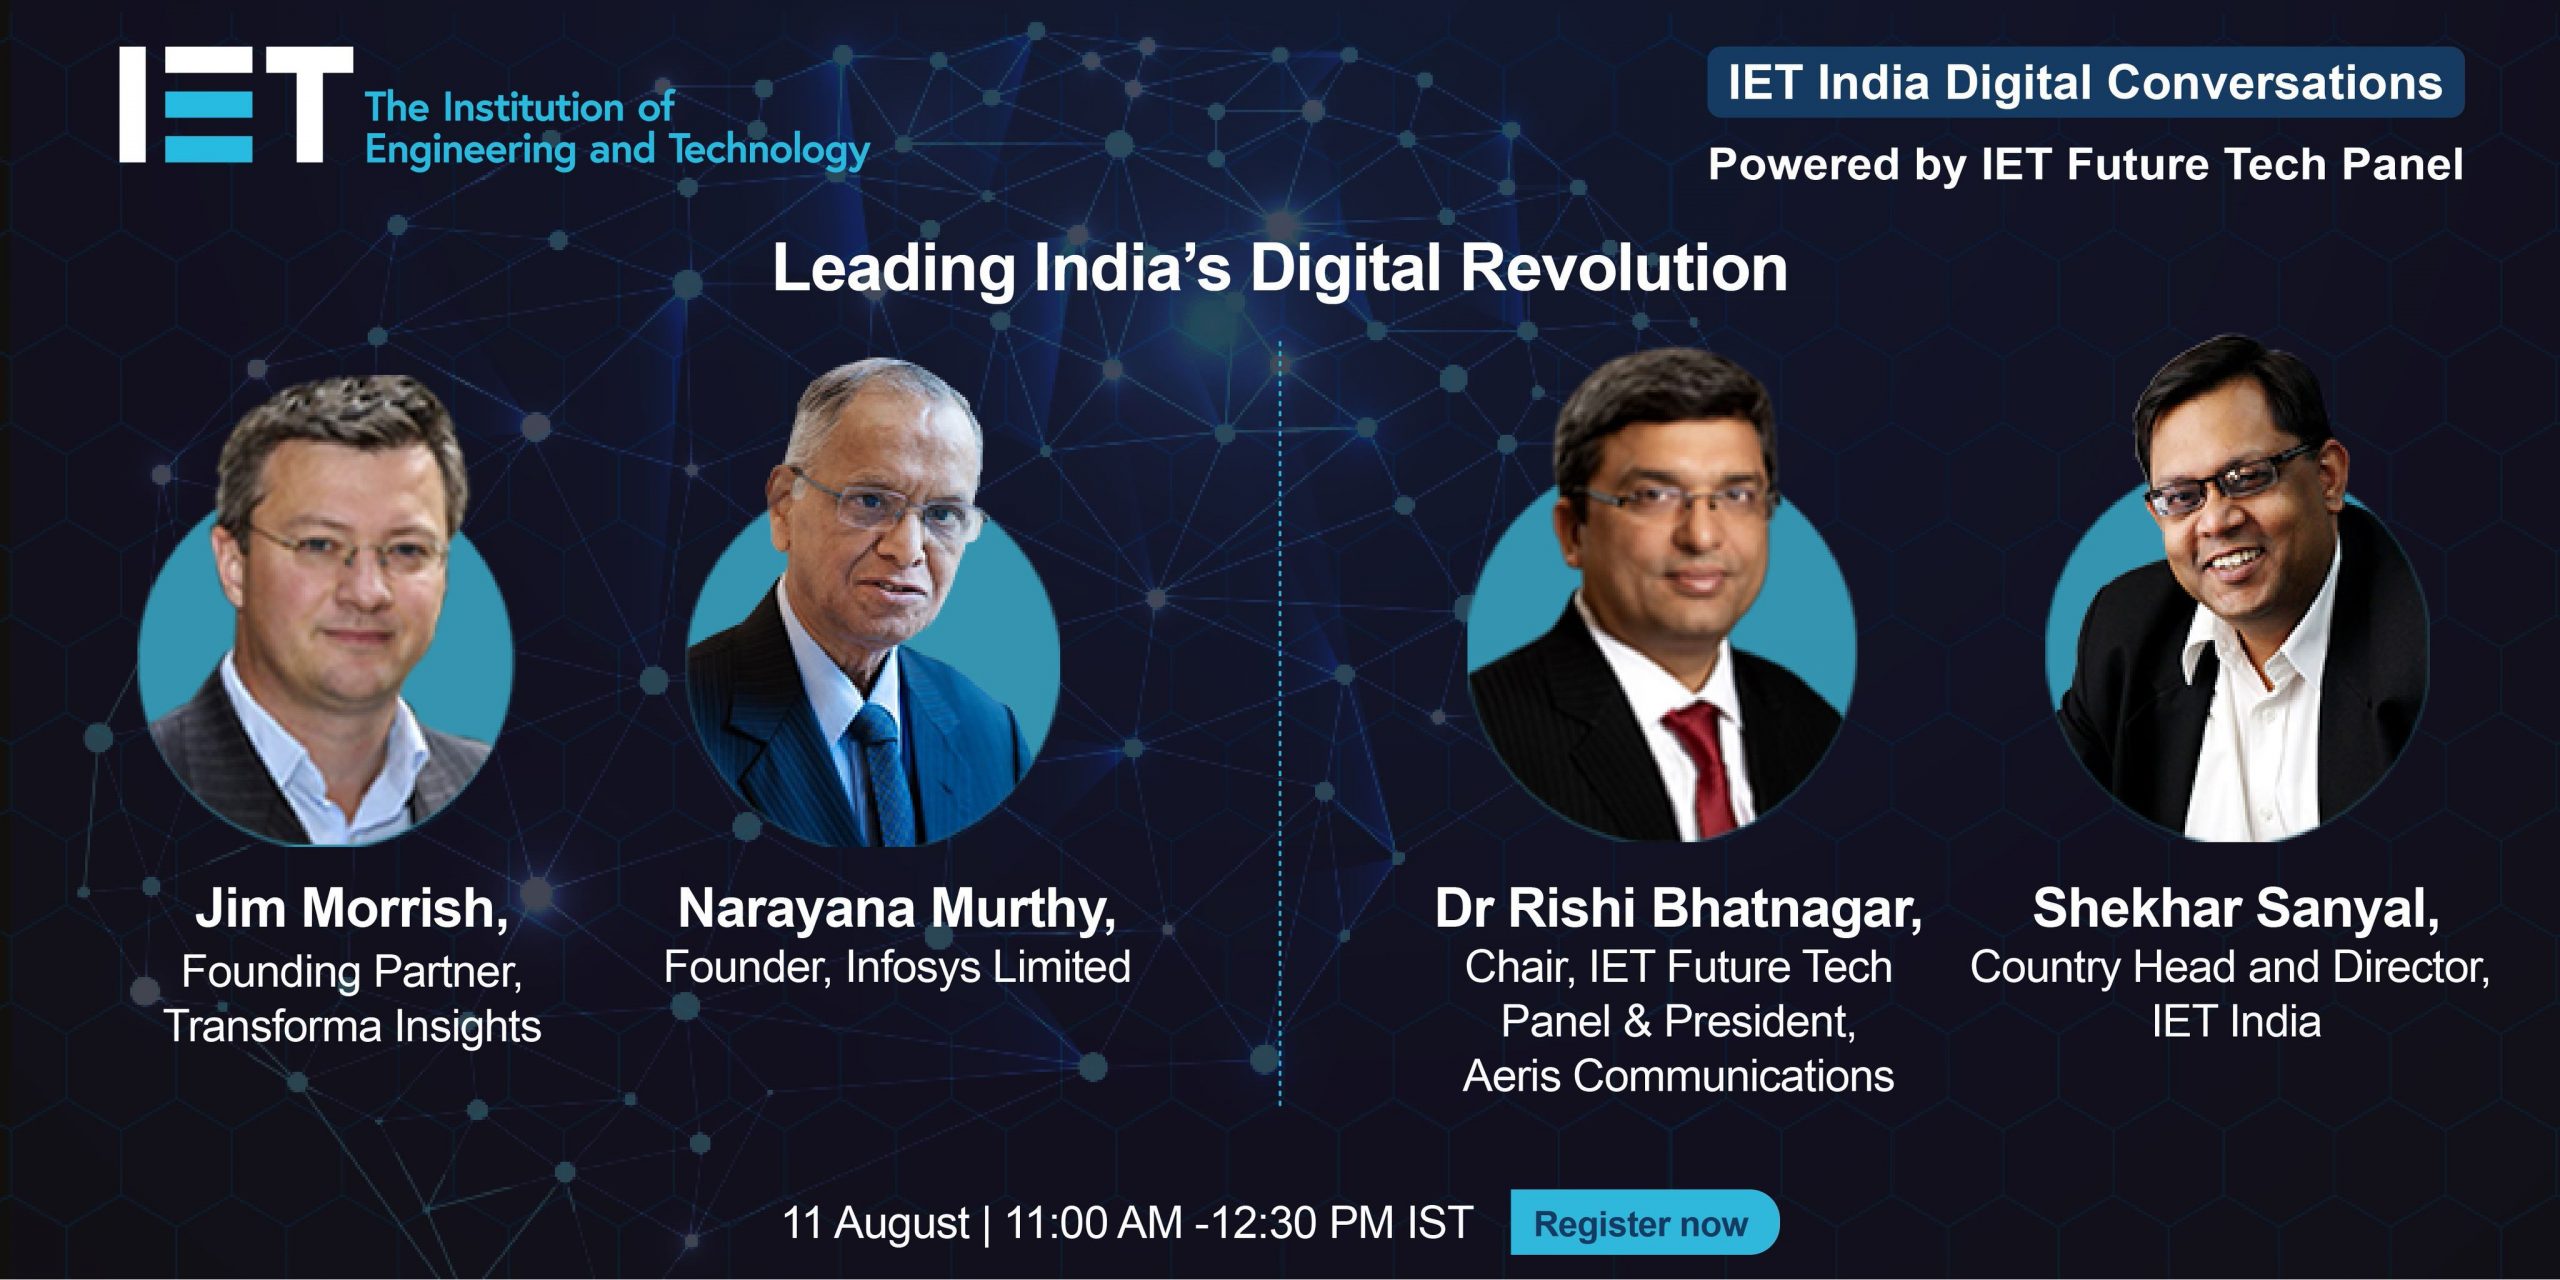 IET
The Institution of
Engineering and Technology
IET India Digital Conversations
Powered by IET Future Tech Panel
Leading India’s Digital Revolution
Jim Morrish,
Founding Partner,
Transforma Insights
Narayana Murthy,
Founder, Infosys Limited
Dr Rishi Bhatnagar,
Chair, IET Future Tech
Panel & President,
Aeris Communications
Shekhar Sanyal,
Country Head and Director,
IET India
11 August | 11:00 AM -12:30 PM IST
Register now